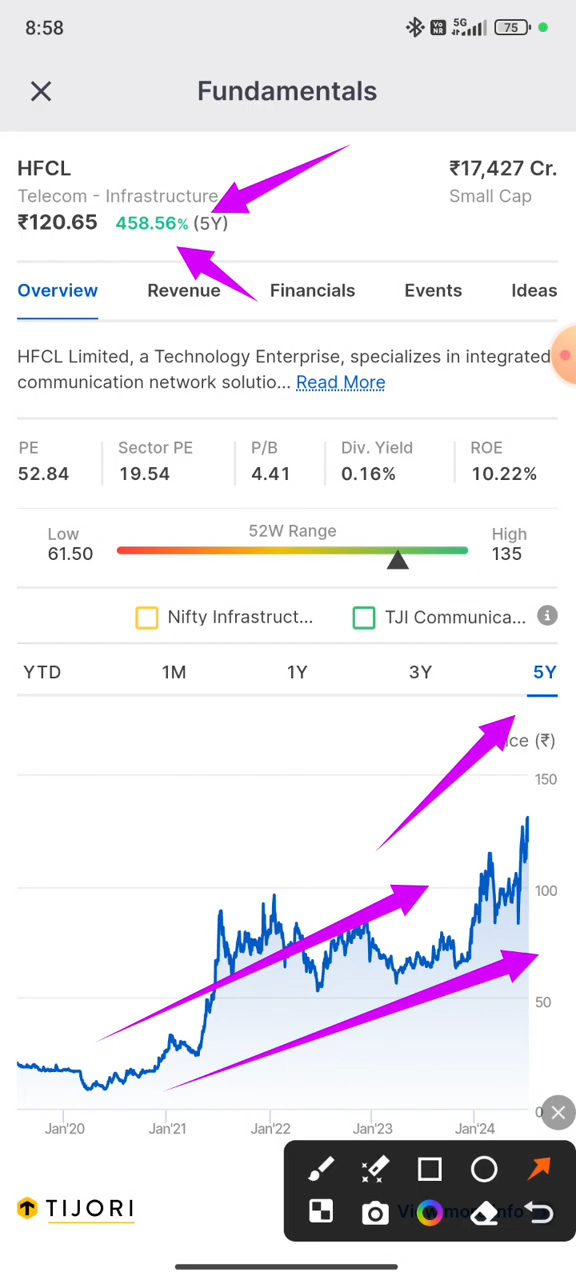 8:58
5G
75
Fundamentals
HFCL
₹17,427 Cr.
Telecom - Infrastructure
Small Cap
₹120.65 458.56% (5Y)
Overview Revenue Financials Events Ideas
HFCL Limited, a Technology Enterprise, specializes in integrated
communication network solutio... Read More
PE Sector PE P/B Div. Yield ROE
52.84 19.54 4.41 0.16% 10.22%
Low 52W Range High
61.50 135
Nifty Infrastruct... TJI Communica...
YTD 1M 1Y 3Y 5Y
(₹)
150
100
50
0
Jan'20 Jan'21 Jan'22 Jan'23 Jan'24
TIJORI